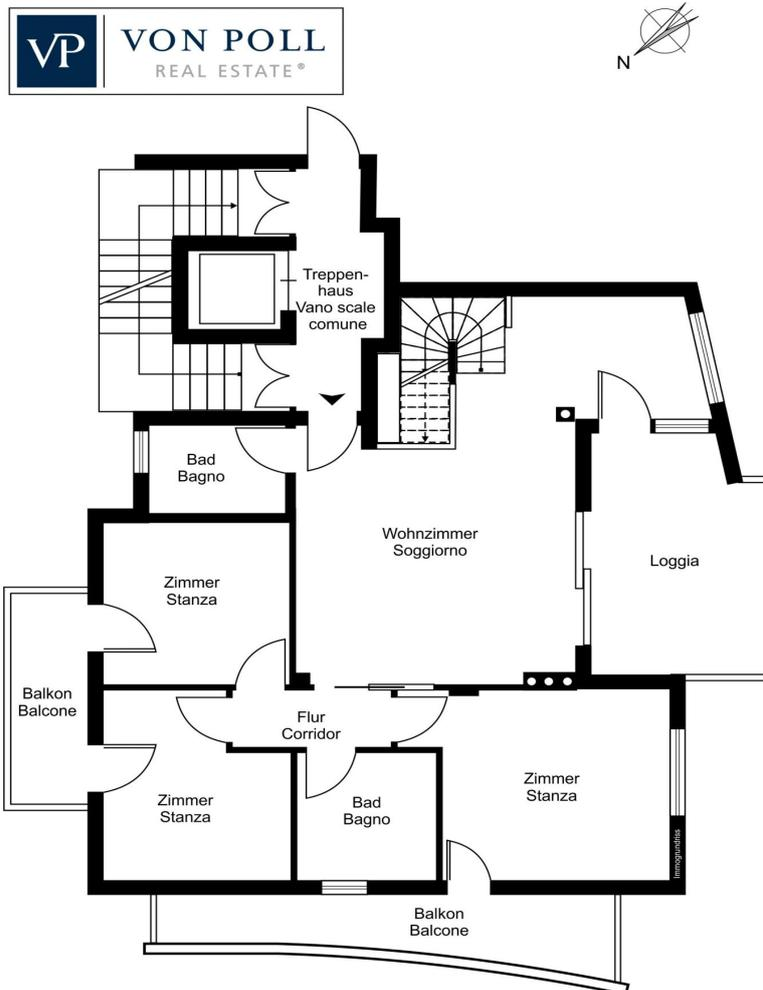 VP
VON POLL
REAL ESTATE®
N
Treppen-
haus
Vano scale
comune
Bad
Bagno
Wohnzimmer
Soggiorno
Loggia
Zimmer
Stanza
Balkon
Balcone
Flur
Corridor
Zimmer
Stanza
Bad
Bagno
Zimmer
Stanza
Immogrundriss
Balkon
Balcone